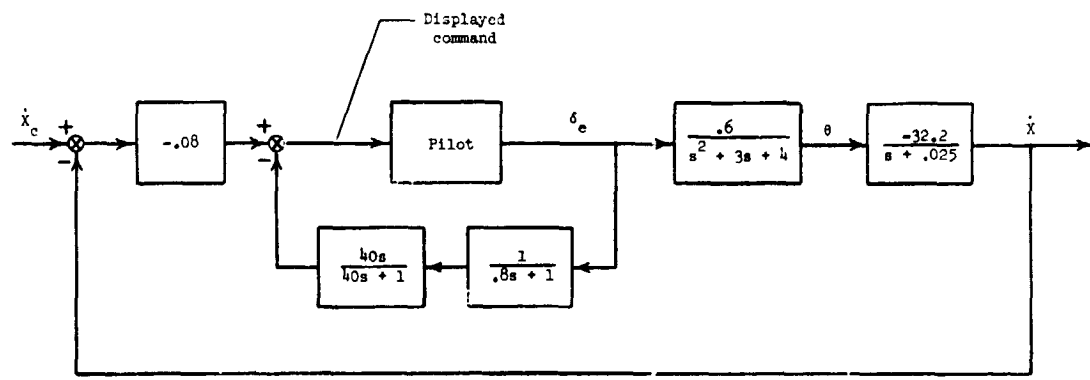 Displayed
command
Ẋc
+
−
-.08
+
−
Pilot
δe
.6
s² + 3s + 4
θ
-32.2
s + .025
Ẋ
40s
40s + 1
1
.8s + 1